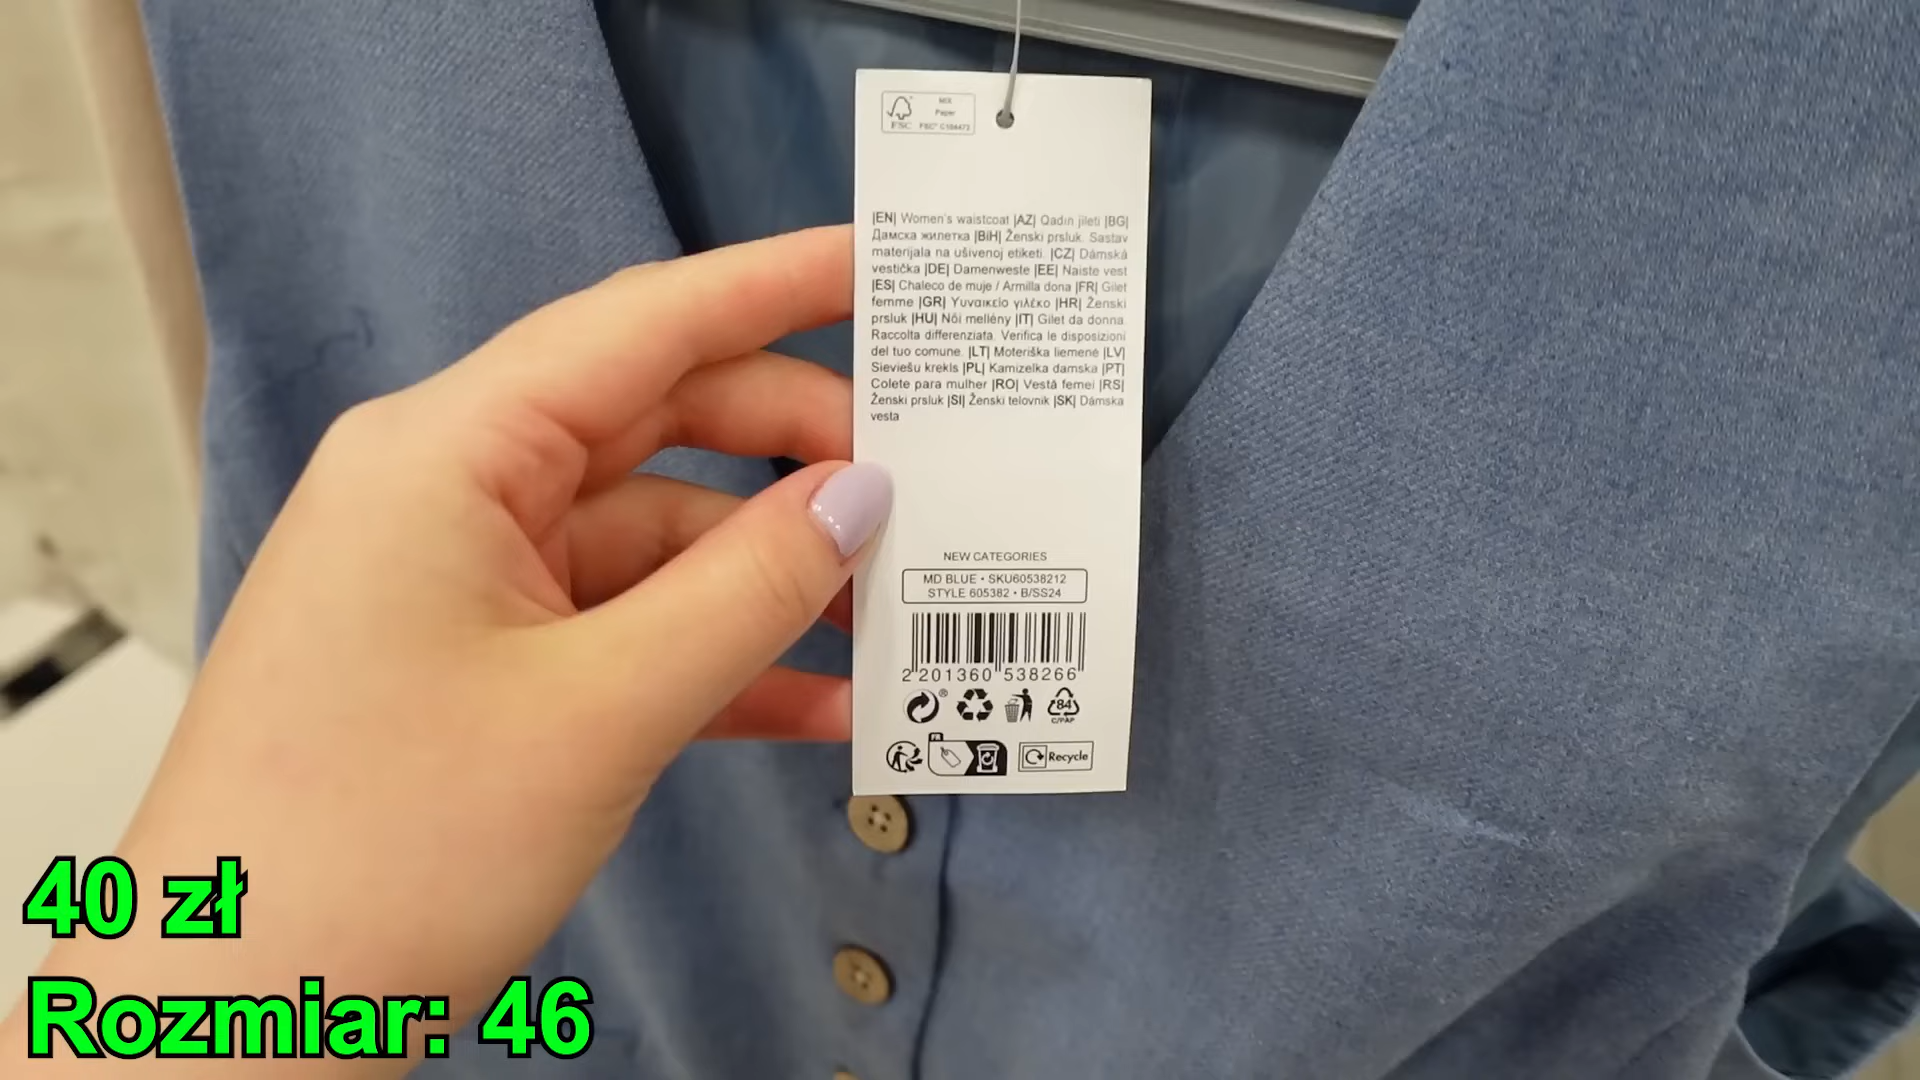 FSC
MIX
Paper
FSC® C104472
|EN| Women's waistcoat |AZ| Qadın jileti |BG|
Дамска жилетка |BiH| Ženski prsluk. Sastav
materijala na ušivenoj etiketi. |CZ| Dámská
vestička |DE| Damenweste |EE| Naiste vest
|ES| Chaleco de muje / Armilla dona |FR| Gilet
femme |GR| Γυναικείο γιλέκο |HR| Ženski
prsluk |HU| Női mellény |IT| Gilet da donna.
Raccolta differenziata. Verifica le disposizioni
del tuo comune. |LT| Moteriška liemenė |LV|
Sieviešu krekls |PL| Kamizelka damska |PT|
Colete para mulher |RO| Vestă femei |RS|
Ženski prsluk |SI| Ženski telovnik |SK| Dámska
vesta
NEW CATEGORIES
MD BLUE • SKU60538212
STYLE 605382 • B/SS24
2 201360 538266
84
C/PAP
FR
Recycle
40 zł
Rozmiar: 46